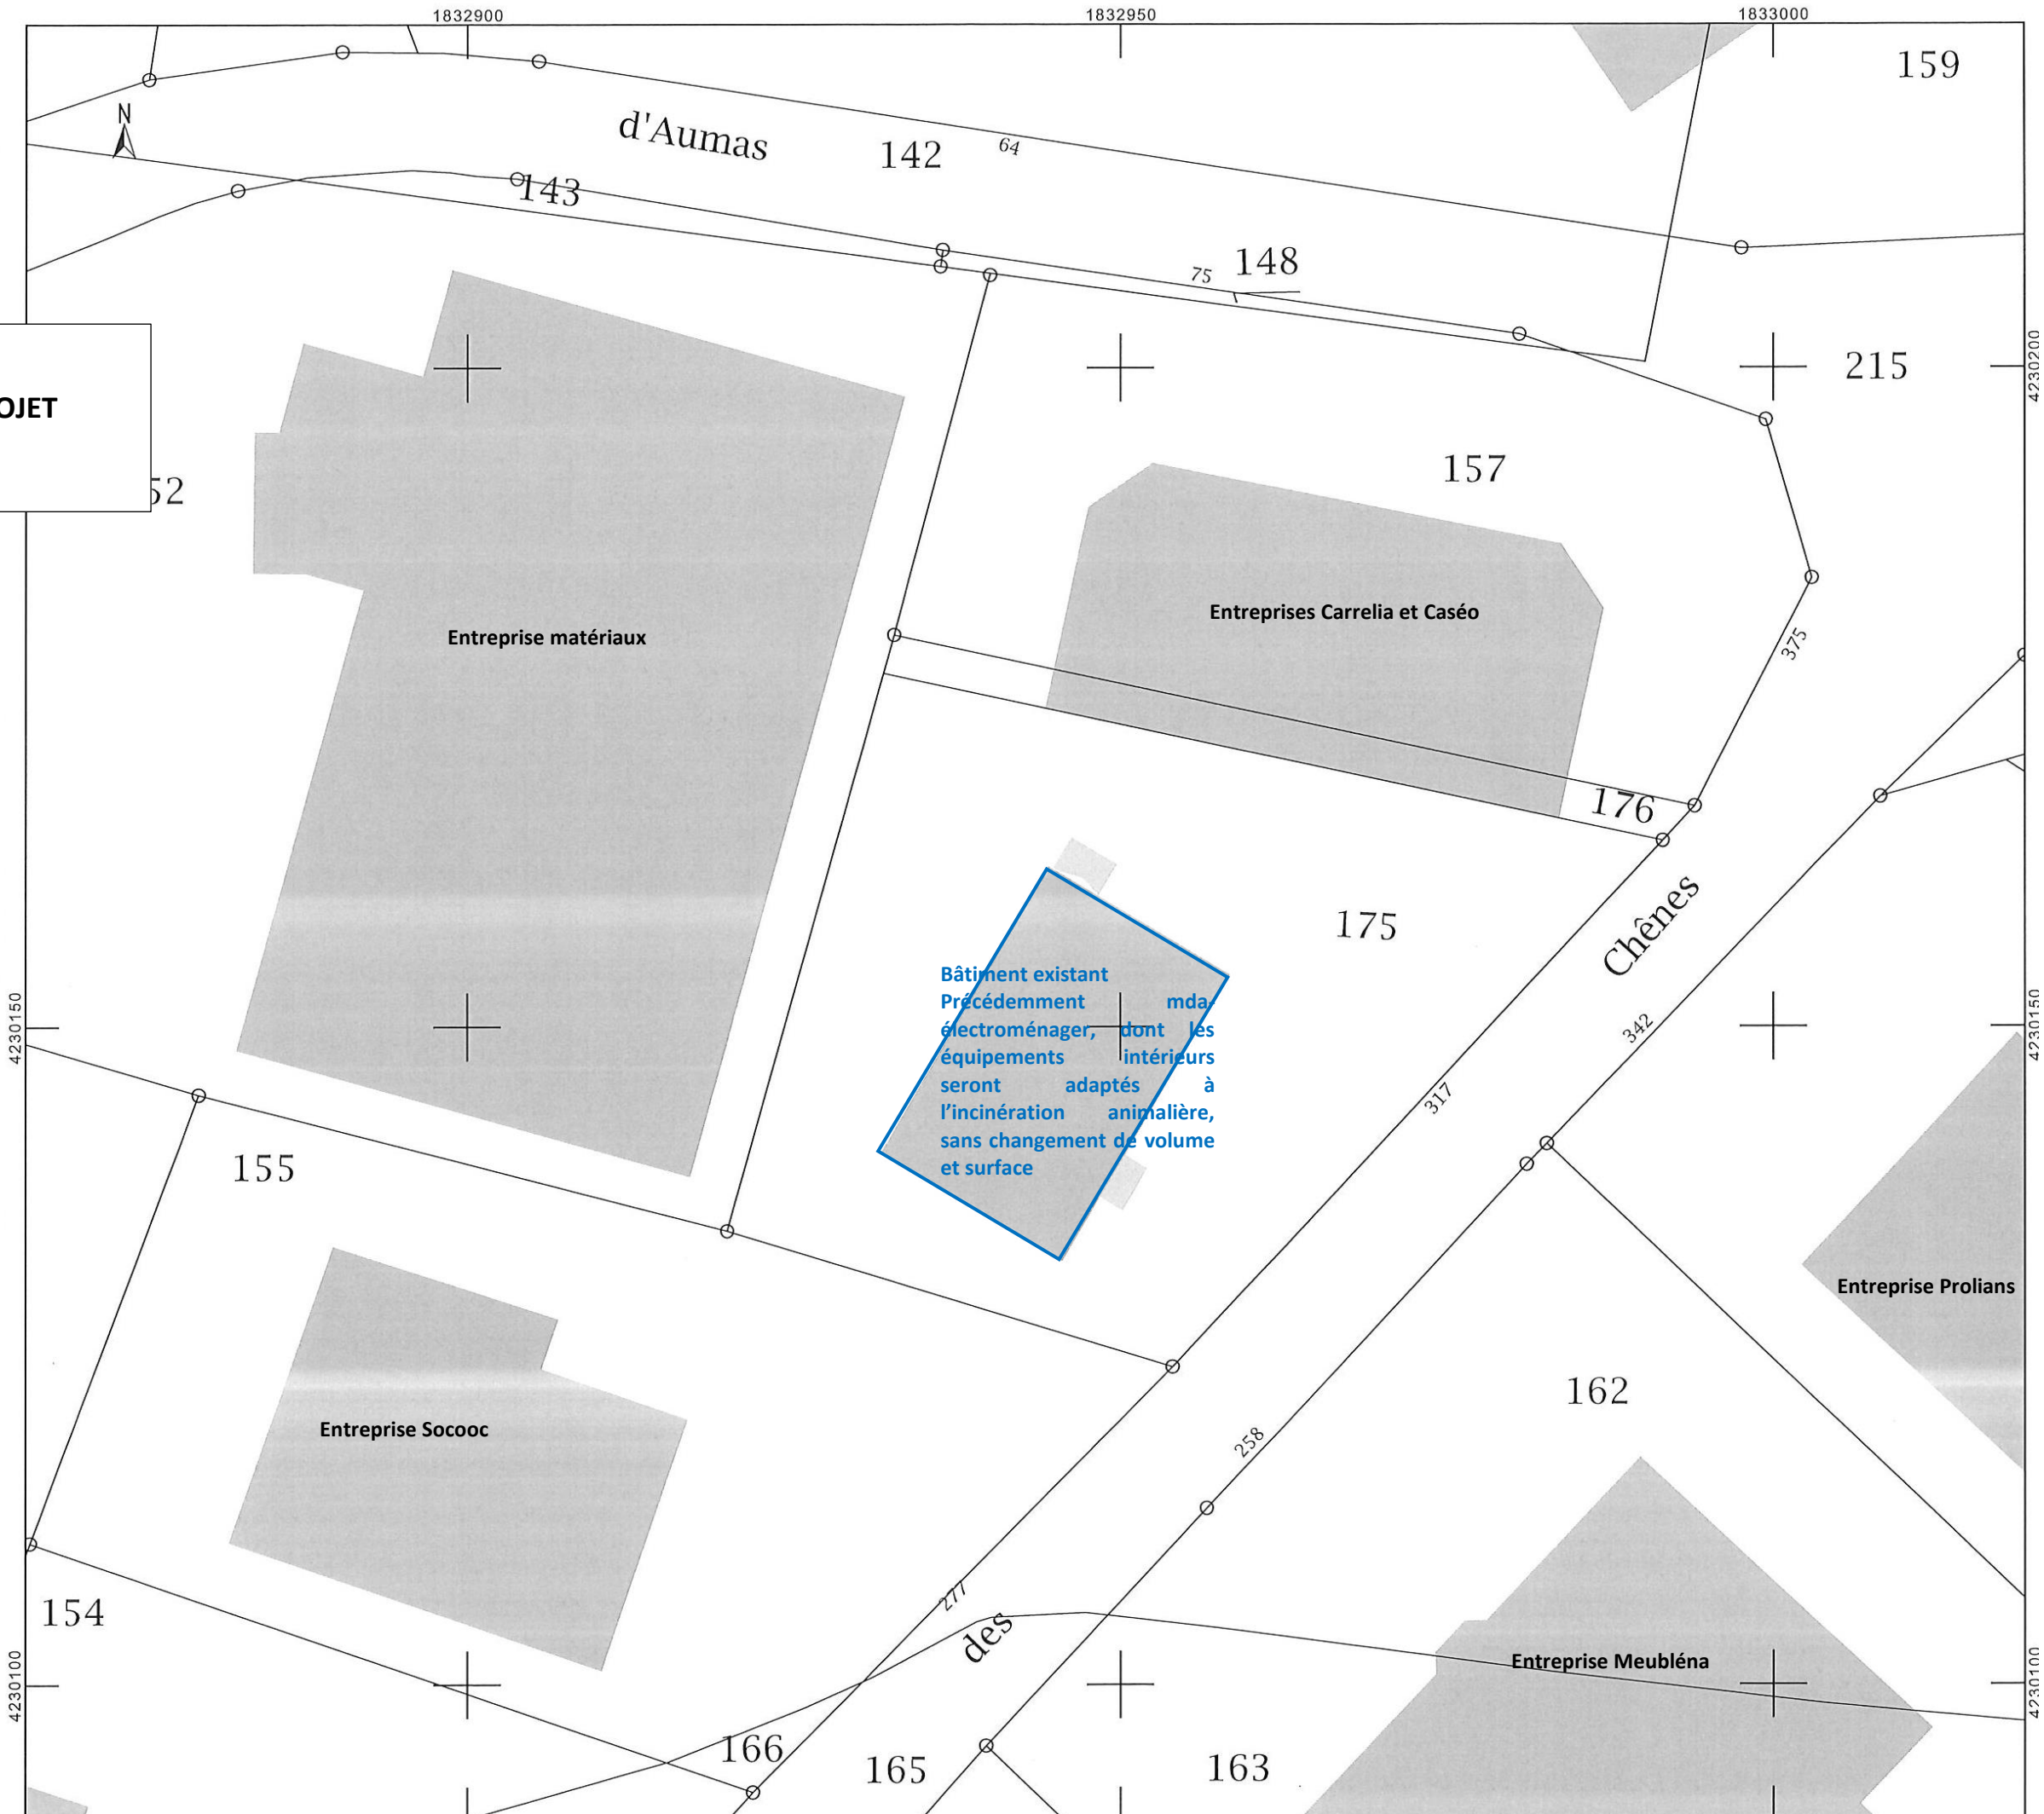 1832900
1832950
1833000
159
N
d'Aumas
142
64
143
148
75
4230200
215
OJET
52
157
Entreprises Carrelia et Caséo
Entreprise matériaux
375
176
175
Chênes
Bâtiment existant
Précédemment mda-
électroménager, dont les
équipements intérieurs
seront adaptés à
l'incinération animalière,
sans changement de volume
et surface
4230150
4230150
342
317
155
Entreprise Prolians
162
Entreprise Socooc
258
277
des
154
Entreprise Meubléna
4230100
4230100
166
165
163